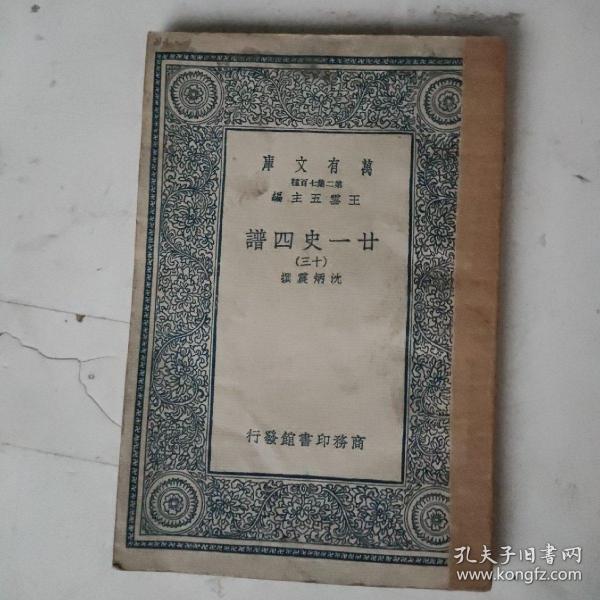 萬有文庫
第二集七百種
王雲五主編
廿一史四譜
(十三)
沈炳震撰
商務印書館發行
孔夫子旧书网
www.kongfz.com